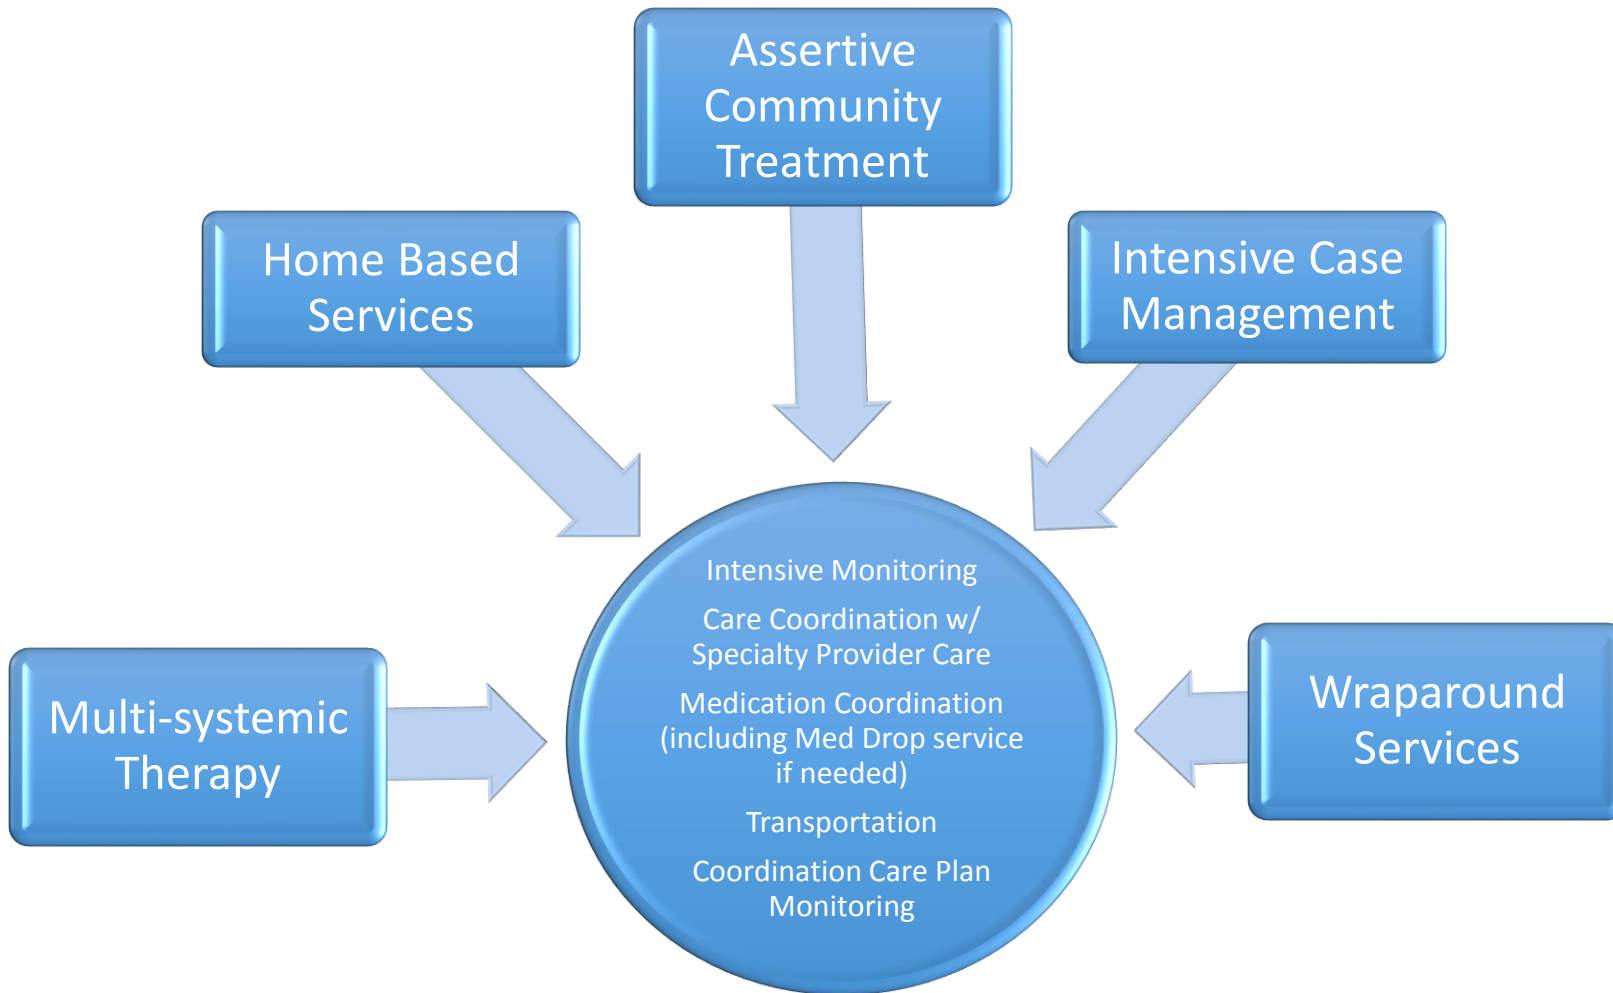 Assertive
Community
Treatment
Home Based
Services
Intensive Case
Management
Multi-systemic
Therapy
Wraparound
Services
Intensive Monitoring
Care Coordination w/
Specialty Provider Care
Medication Coordination
(including Med Drop service
if needed)
Transportation
Coordination Care Plan
Monitoring